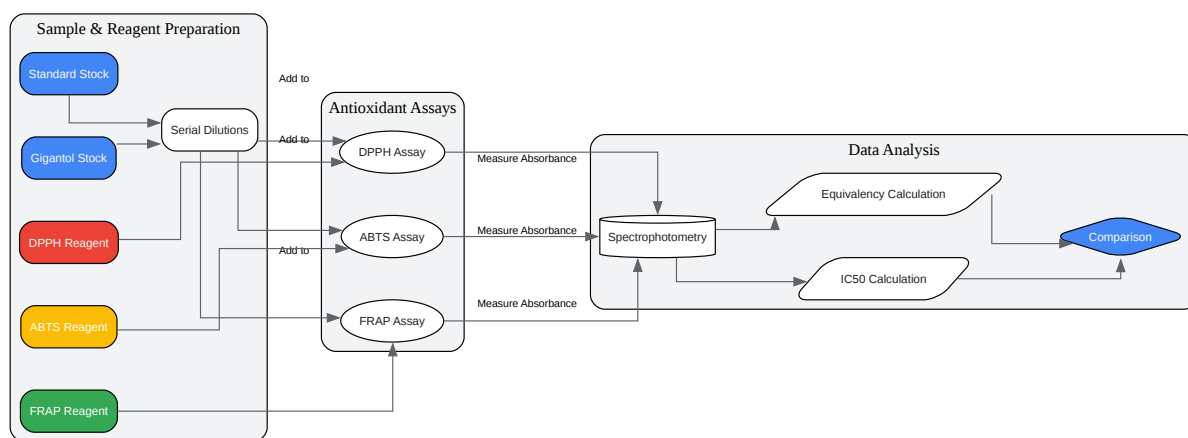 Sample & Reagent Preparation
Standard Stock
Gigantol Stock
DPPH Reagent
ABTS Reagent
FRAP Reagent
Serial Dilutions
Add to
Add to
Add to
Antioxidant Assays
DPPH Assay
ABTS Assay
FRAP Assay
Measure Absorbance
Measure Absorbance
Measure Absorbance
Data Analysis
Spectrophotometry
Equivalency Calculation
IC50 Calculation
Comparison